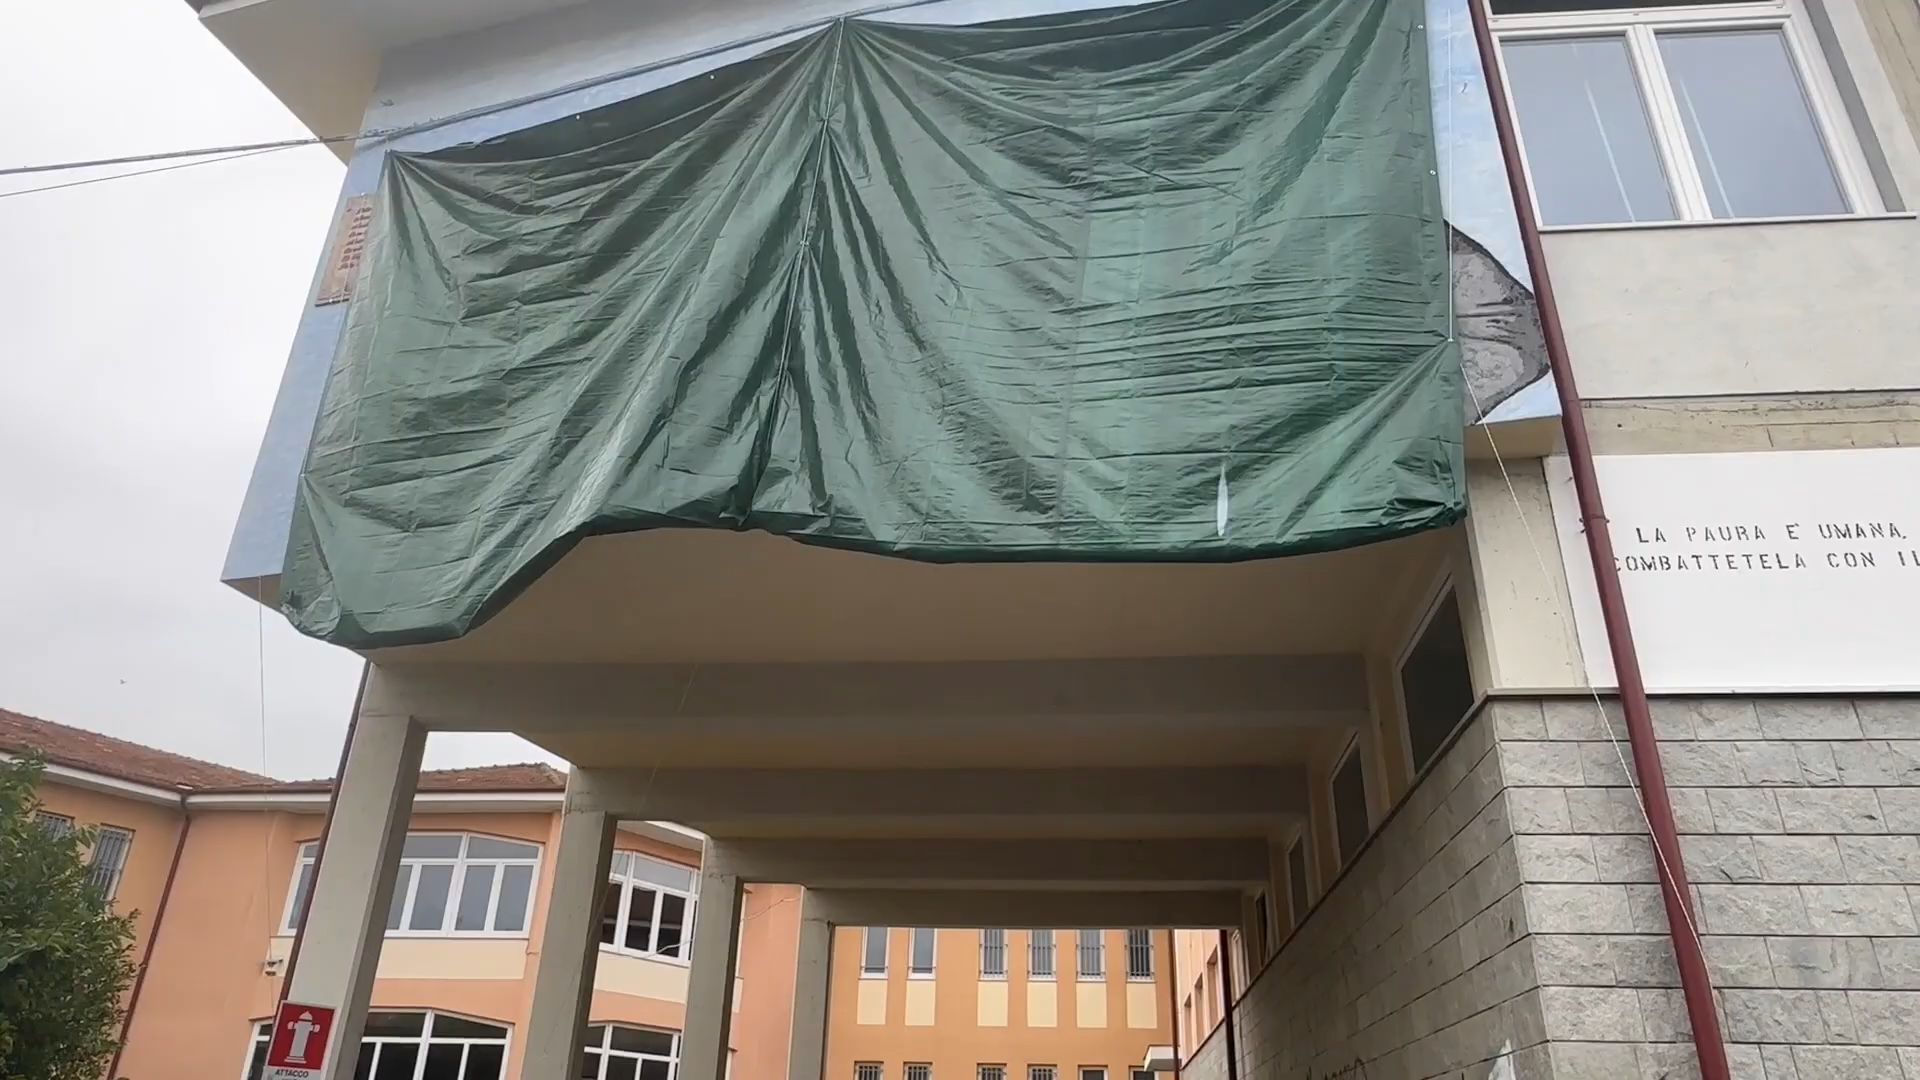 LA PAURA E' UMANA,
COMBATTETELA CON IL
ATTACCO